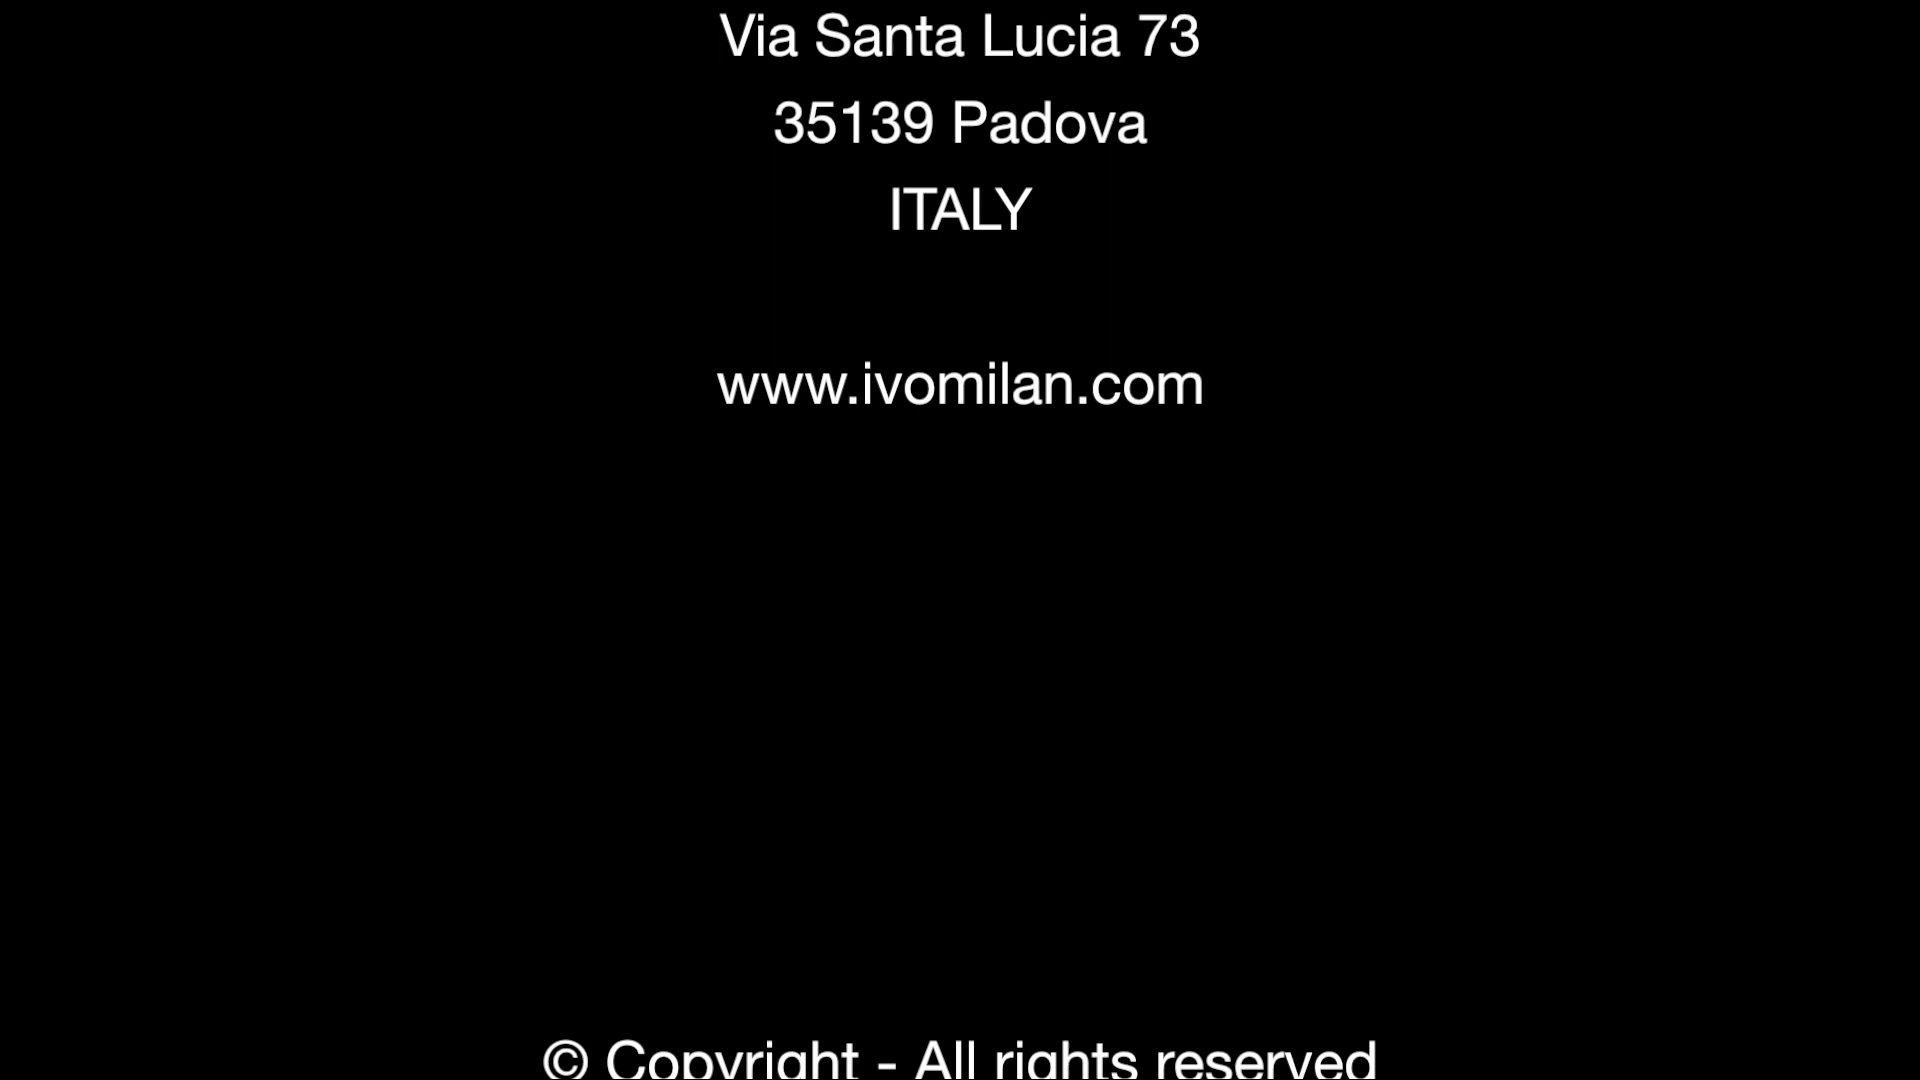 Via Santa Lucia 73
35139 Padova
ITALY
www.ivomilan.com
© Copyright - All rights reserved